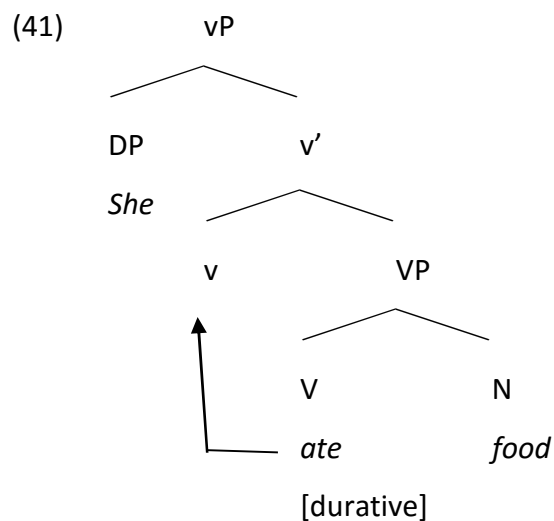 (41) vP
DP v’
She
v VP
V N
ate food
[durative]